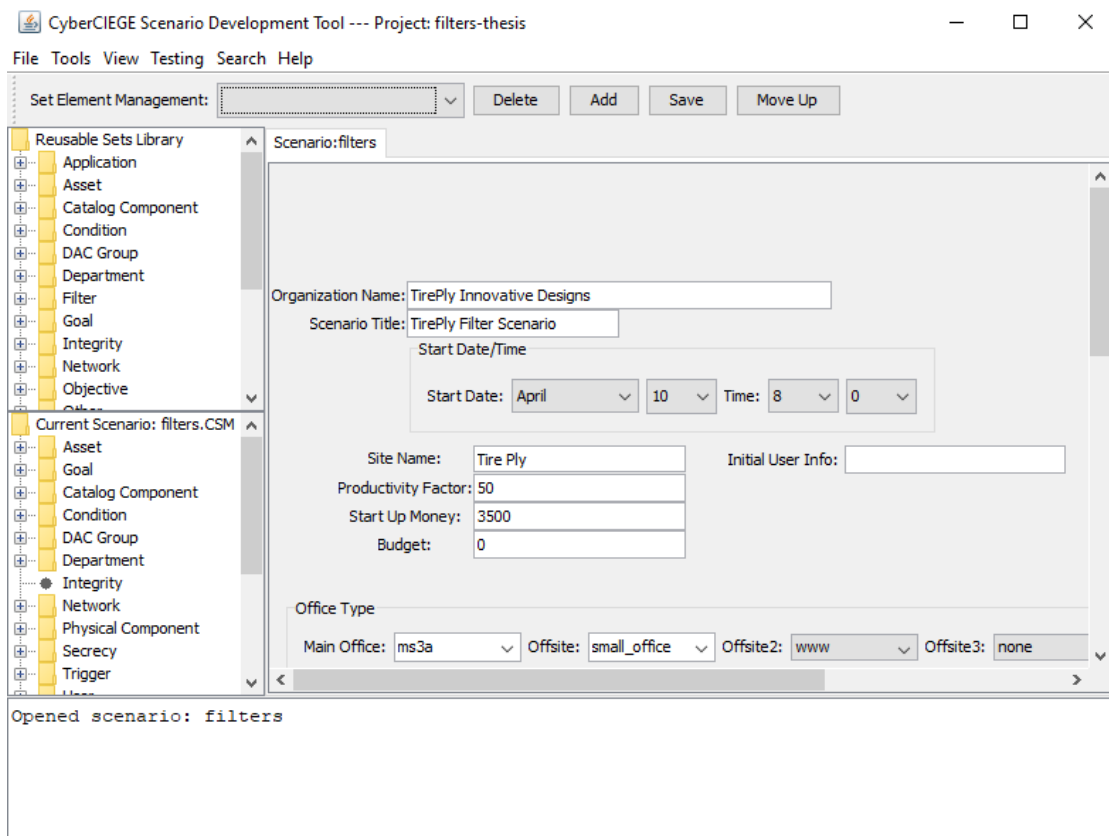 CyberCIEGE Scenario Development Tool --- Project: filters-thesis
File Tools View Testing Search Help
Set Element Management: Delete Add Save Move Up
Reusable Sets Library
Application
Asset
Catalog Component
Condition
DAC Group
Department
Filter
Goal
Integrity
Network
Objective
Current Scenario: filters.CSM
Asset
Goal
Catalog Component
Condition
DAC Group
Department
Integrity
Network
Physical Component
Secrecy
Trigger
Scenario:filters
Organization Name: TirePly Innovative Designs
Scenario Title: TirePly Filter Scenario
Start Date/Time
Start Date: April 10 Time: 8 0
Site Name: Tire Ply Initial User Info:
Productivity Factor: 50
Start Up Money: 3500
Budget: 0
Office Type
Main Office: ms3a Offsite: small_office Offsite2: www Offsite3: none
Opened scenario: filters